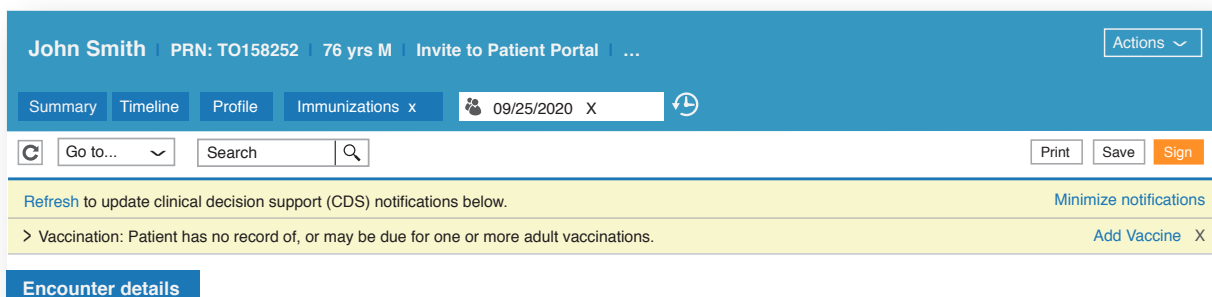 John Smith | PRN: TO158252 | 76 yrs M | Invite to Patient Portal | ...
Actions
Summary Timeline Profile Immunizations x 09/25/2020 X
Go to... Search Print Save Sign
Refresh to update clinical decision support (CDS) notifications below. Minimize notifications
> Vaccination: Patient has no record of, or may be due for one or more adult vaccinations. Add Vaccine X
Encounter details